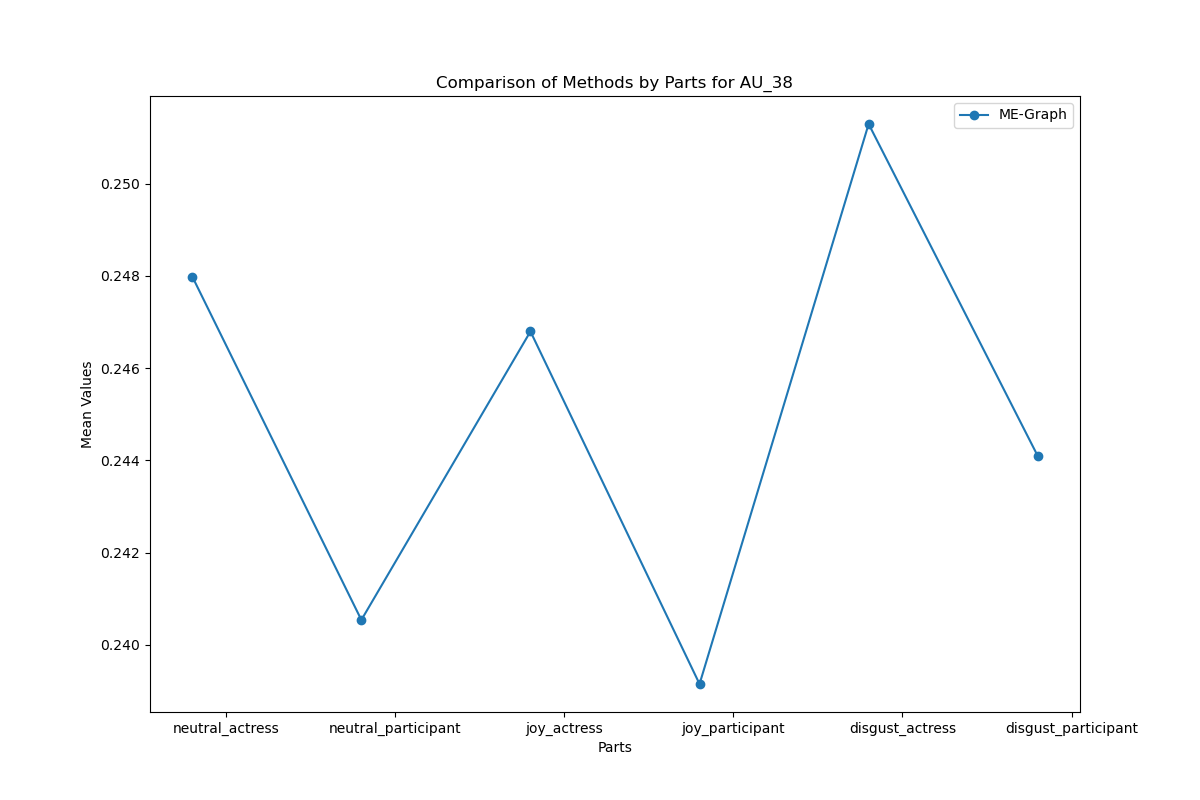 Comparison of Methods by Parts for AU_38
ME-Graph
0.250
0.248
0.246
0.244
0.242
0.240
Mean Values
neutral_actress
neutral_participant
joy_actress
joy_participant
disgust_actress
disgust_participant
Parts